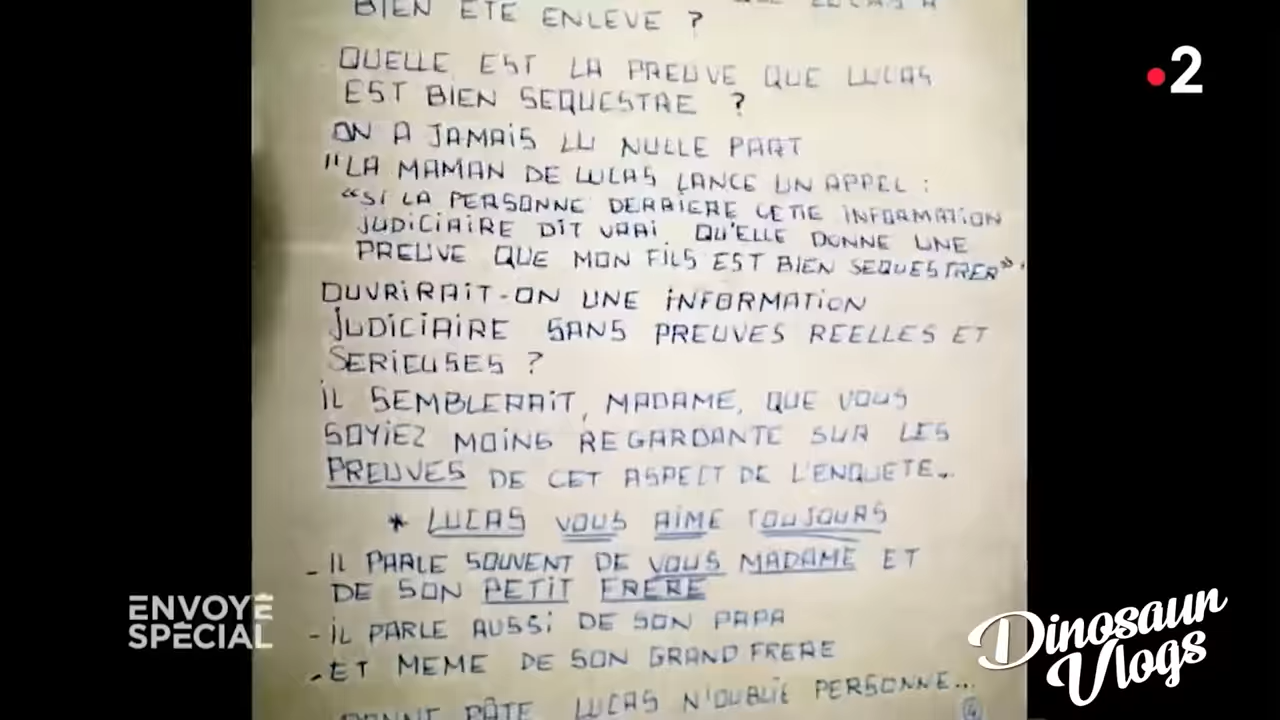 BIEN ETE ENLEVE ?
QUELLE EST LA PREUVE QUE LUCAS
EST BIEN SEQUESTRE ?
ON A JAMAIS LU NULLE PART
"LA MAMAN DE LUCAS LANCE UN APPEL :
"SI LA PERSONNE DERRIERE CETTE INFORMATION
JUDICIAIRE DIT VRAI QU'ELLE DONNE UNE
PREUVE QUE MON FILS EST BIEN SEQUESTRER".
OUVRIRAIT-ON UNE INFORMATION
JUDICIAIRE SANS PREUVES REELLES ET
SERIEUSES ?
IL SEMBLERAIT, MADAME, QUE VOUS
SOYIEZ MOINS REGARDANTE SUR LES
PREUVES DE CET ASPECT DE L'ENQUETE...
* LUCAS VOUS AIME TOUJOURS
- IL PARLE SOUVENT DE VOUS MADAME ET
DE SON PETIT FRERE
- IL PARLE AUSSI DE SON PAPA
- ET MEME DE SON GRAND FRERE
PÂTE LUCAS N'OUBLIE PERSONNE...
2
ENVOYÉ
SPÉCIAL
Dinosaun
Vlogs